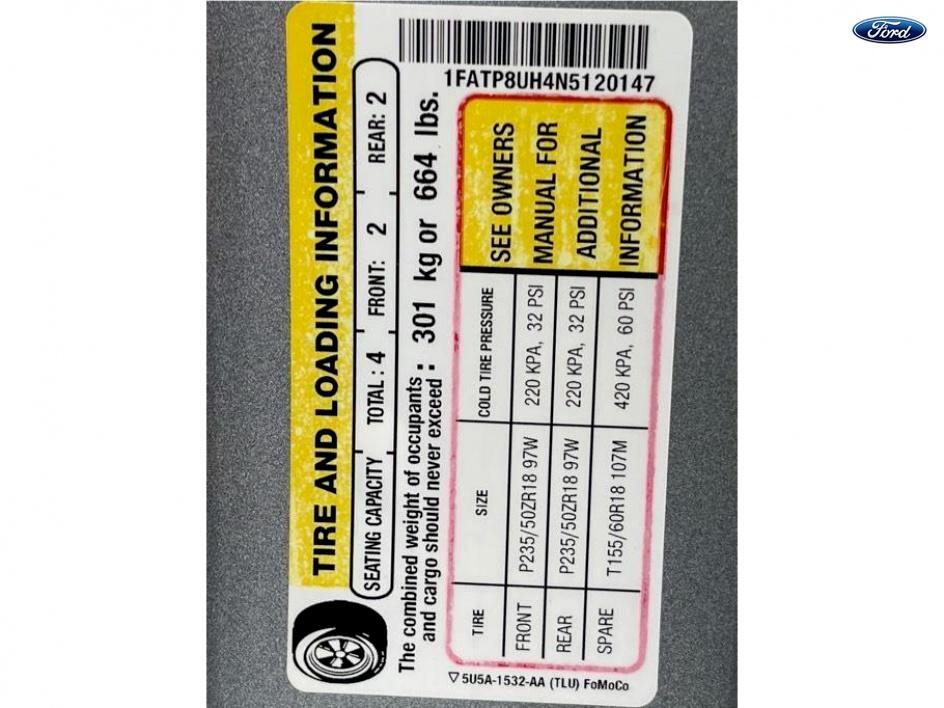 Ford
TIRE AND LOADING INFORMATION
1FATP8UH4N5120147
SEATING CAPACITY TOTAL : 4 FRONT: 2 REAR: 2
The combined weight of occupants
and cargo should never exceed : 301 kg or 664 lbs.
TIRE SIZE COLD TIRE PRESSURE
FRONT P235/50ZR18 97W 220 KPA, 32 PSI
REAR P235/50ZR18 97W 220 KPA, 32 PSI
SPARE T155/60R18 107M 420 KPA, 60 PSI
SEE OWNERS
MANUAL FOR
ADDITIONAL
INFORMATION
5U5A-1532-AA (TLU) FoMoCo